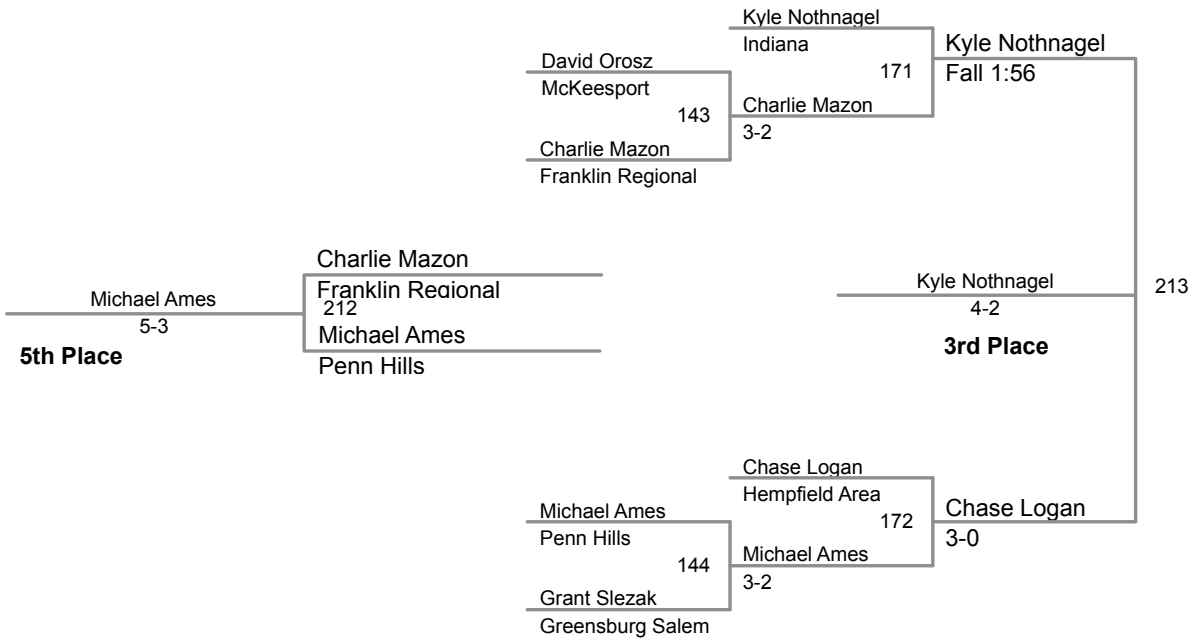 Kyle Nothnagel
Indiana
171
Kyle Nothnagel
Fall 1:56
David Orosz
McKeesport
143
Charlie Mazon
3-2
Charlie Mazon
Franklin Regional
Charlie Mazon
Franklin Regional
212
Michael Ames
Penn Hills
Michael Ames
5-3
5th Place
Kyle Nothnagel
4-2
3rd Place
213
Chase Logan
Hempfield Area
172
Chase Logan
3-0
Michael Ames
Penn Hills
144
Michael Ames
3-2
Grant Slezak
Greensburg Salem